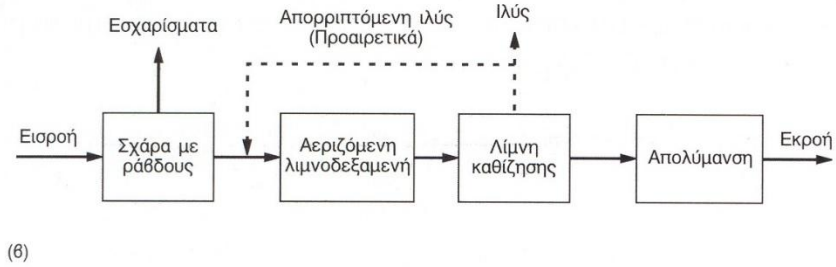 Εσχαρίσματα
Απορριπτόμενη ιλύς
(Προαιρετικά)
Ιλύς
Εισροή
Σχάρα με
ράβδους
Αεριζόμενη
λιμνοδεξαμενή
Λίμνη
καθίζησης
Απολύμανση
Εκροή
(β)